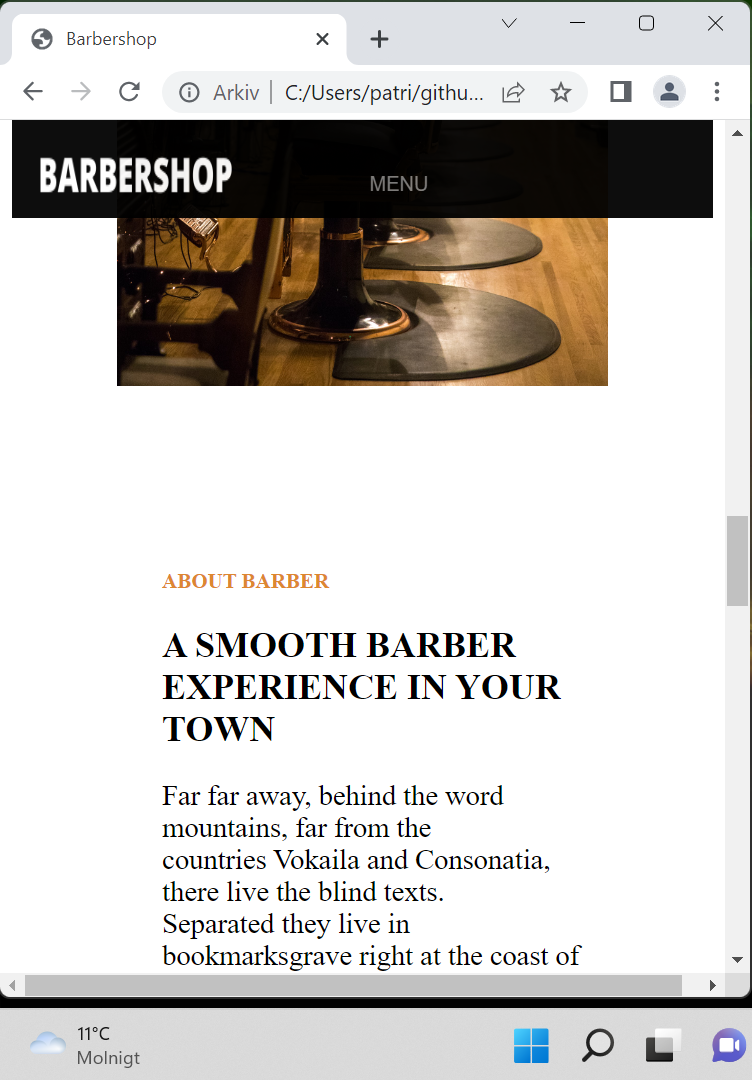 Barbershop
Arkiv
C:/Users/patri/githu...
BARBERSHOP
MENU
ABOUT BARBER
A SMOOTH BARBER
EXPERIENCE IN YOUR
TOWN
Far far away, behind the word
mountains, far from the
countries Vokaila and Consonatia,
there live the blind texts.
Separated they live in
bookmarksgrave right at the coast of
11°C
Molnigt